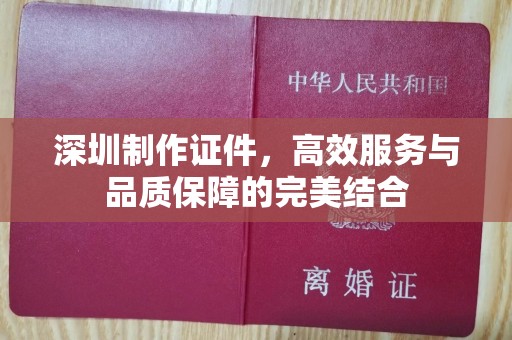 中华人民共和国
深圳制作证件，高效服务与
品质保障的完美结合
离婚证